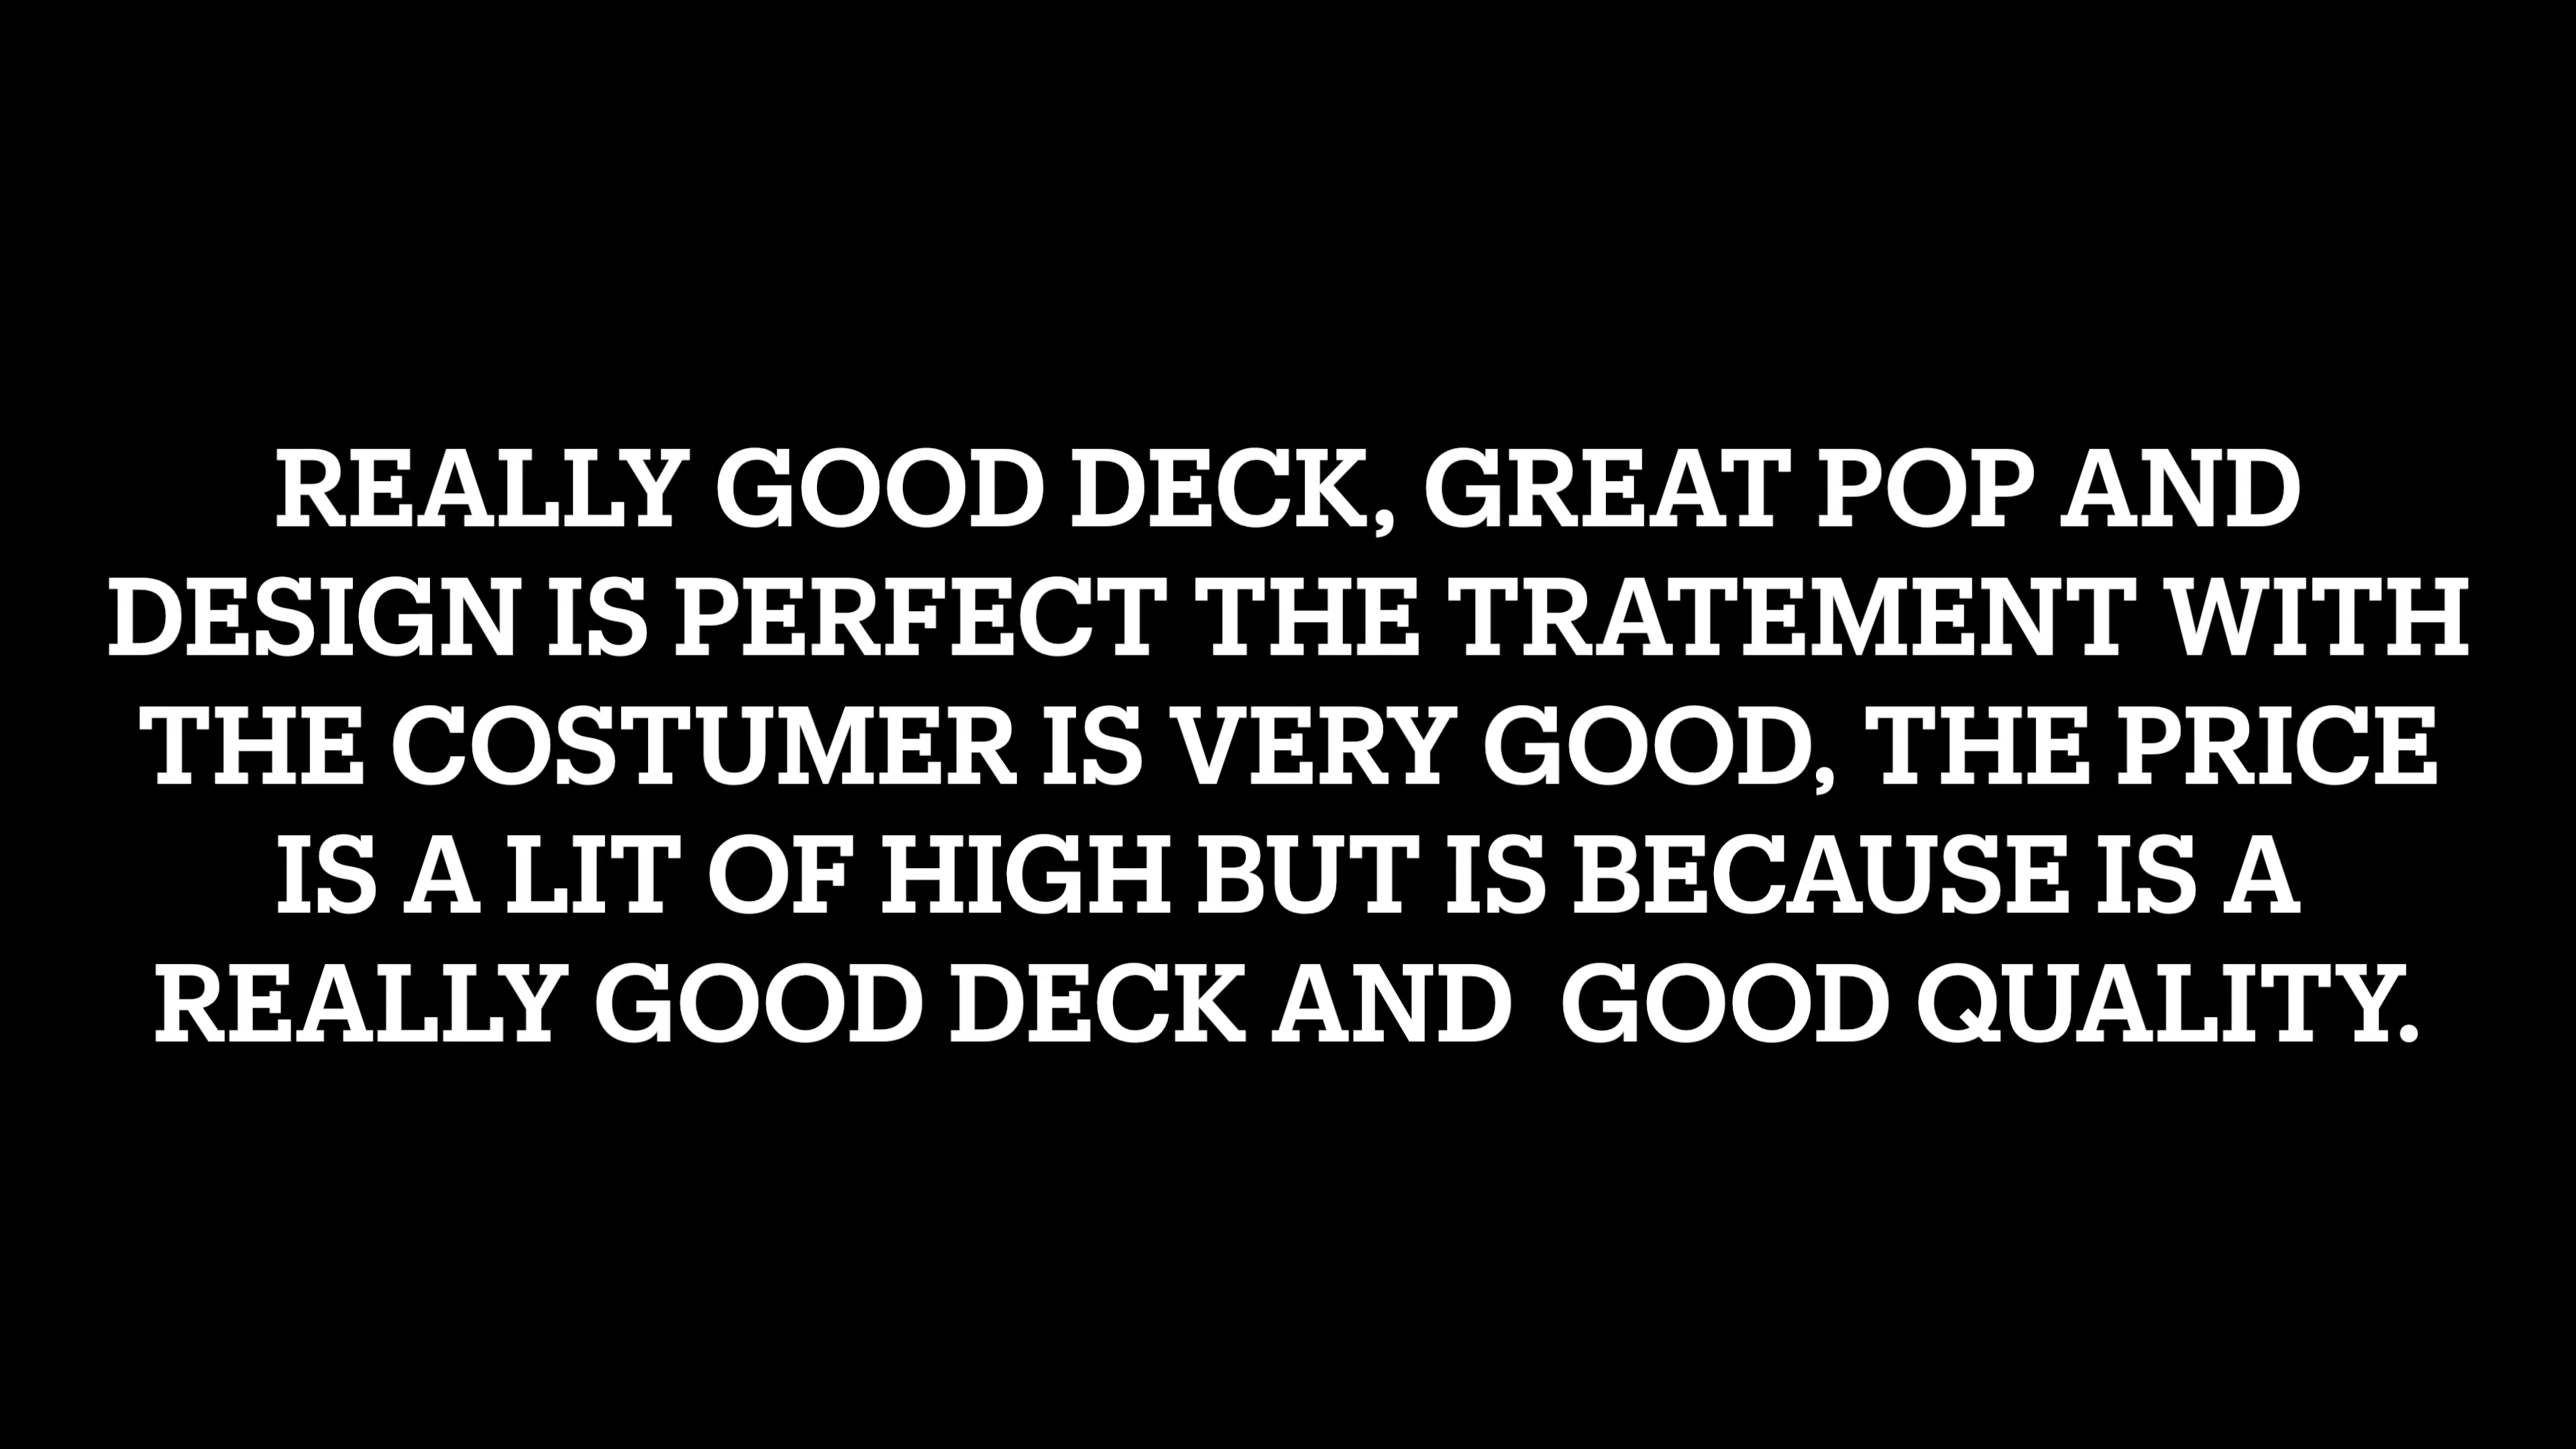 REALLY GOOD DECK, GREAT POP AND
DESIGN IS PERFECT THE TRATEMENT WITH
THE COSTUMER IS VERY GOOD, THE PRICE
IS A LIT OF HIGH BUT IS BECAUSE IS A
REALLY GOOD DECK AND  GOOD QUALITY.